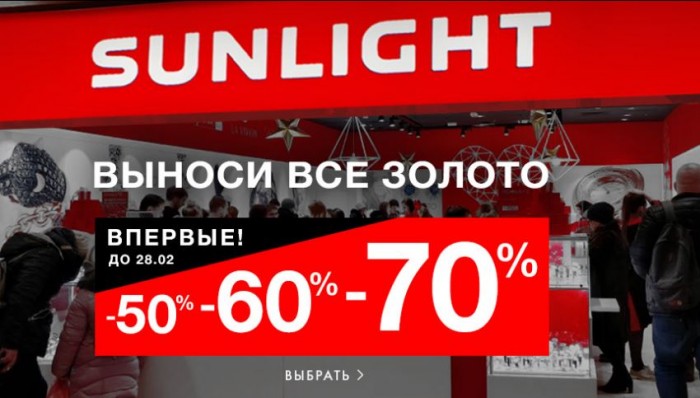 SUNLIGHT
ВЫНОСИ ВСЕ ЗОЛОТО
ВПЕРВЫЕ!
ДО 28.02
-50% -60% -70%
ВЫБРАТЬ >